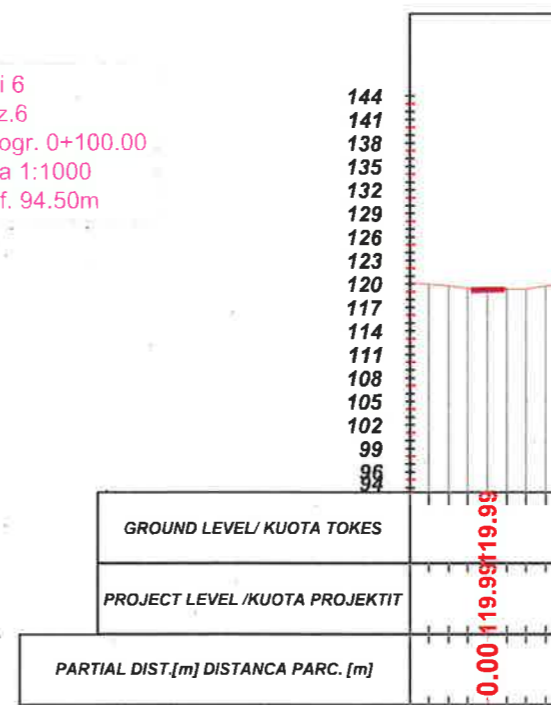 i 6
z.6
ogr. 0+100.00
a 1:1000
f. 94.50m
144
141
138
135
132
129
126
123
120
117
114
111
108
105
102
99
96
94
GROUND LEVEL/ KUOTA TOKES
119.99
PROJECT LEVEL /KUOTA PROJEKTIT
119.99
PARTIAL DIST.[m] DISTANCA PARC. [m]
0.00